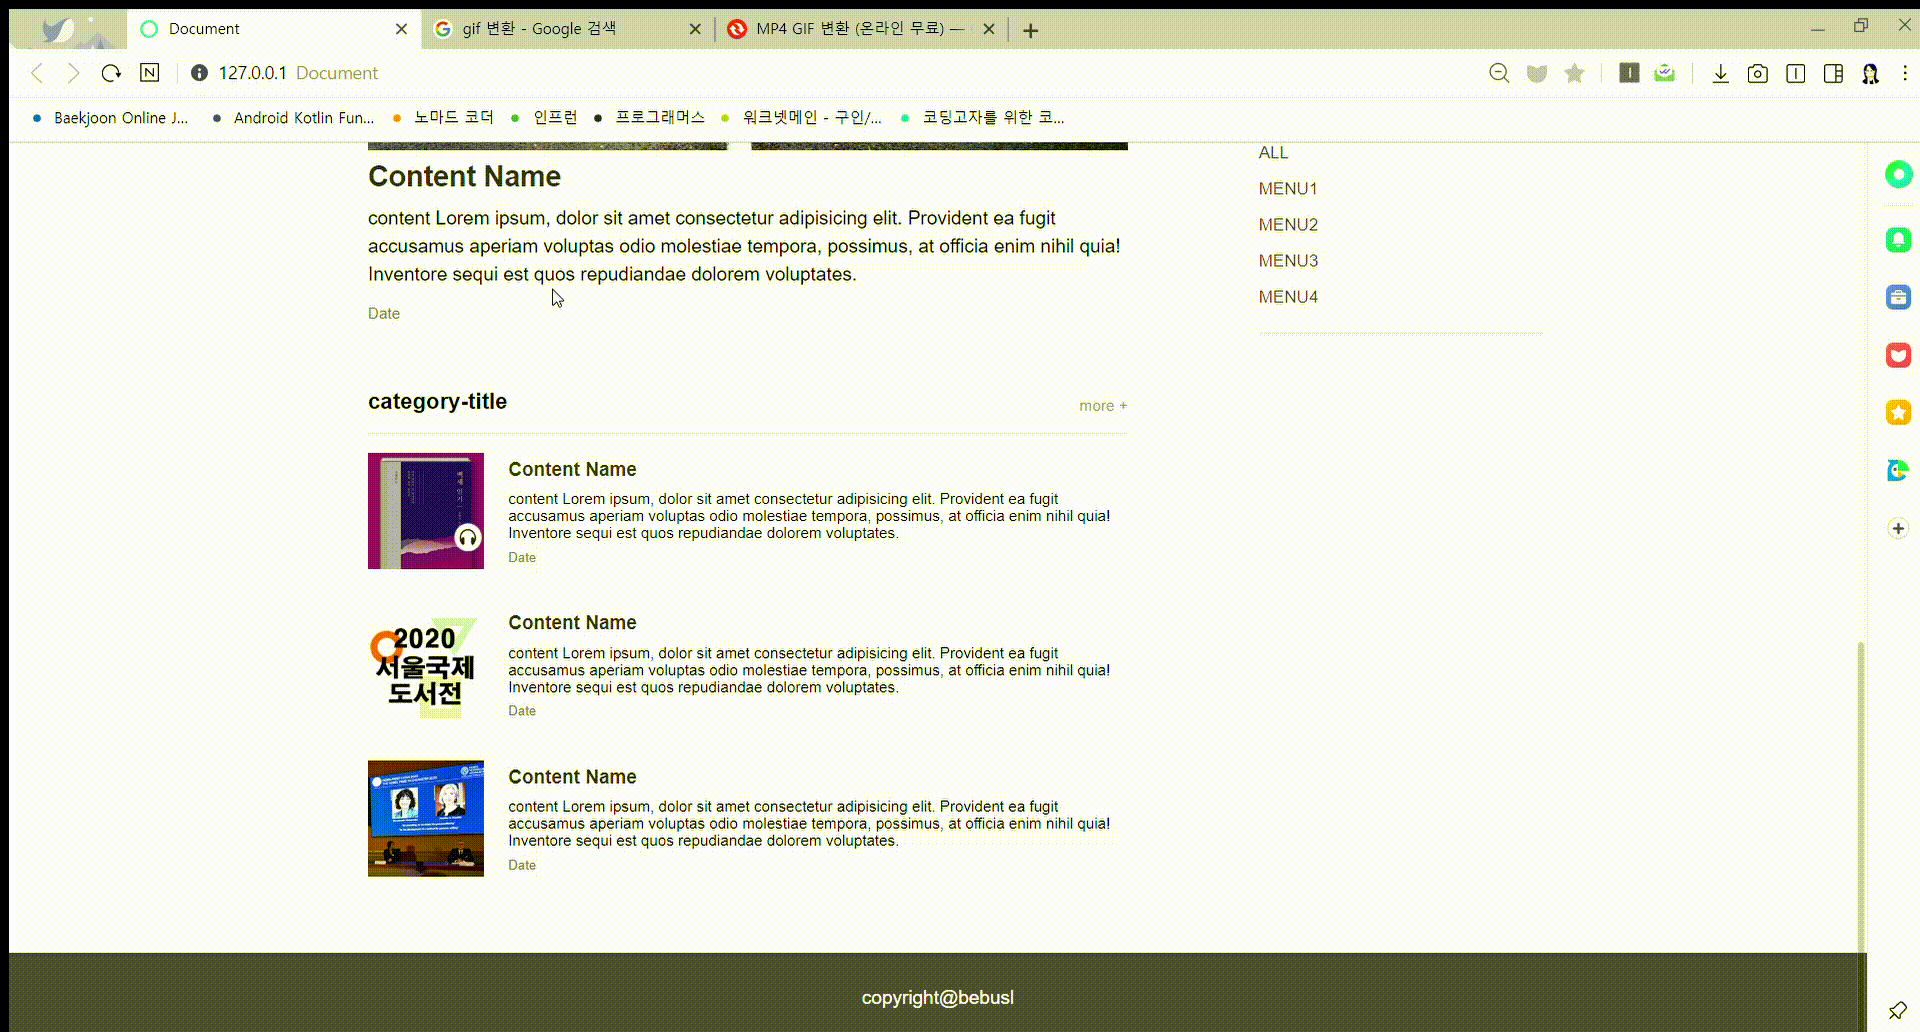 Document
gif 변환 - Google 검색
MP4 GIF 변환 (온라인 무료) —
N
127.0.0.1 Document
Baekjoon Online J...
Android Kotlin Fun...
노마드 코더
인프런
프로그래머스
워크넷메인 - 구인/...
코딩고자를 위한 코...
Content Name
content Lorem ipsum, dolor sit amet consectetur adipisicing elit. Provident ea fugit
accusamus aperiam voluptas odio molestiae tempora, possimus, at officia enim nihil quia!
Inventore sequi est quos repudiandae dolorem voluptates.
Date
ALL
MENU1
MENU2
MENU3
MENU4
category-title
more +
Content Name
content Lorem ipsum, dolor sit amet consectetur adipisicing elit. Provident ea fugit
accusamus aperiam voluptas odio molestiae tempora, possimus, at officia enim nihil quia!
Inventore sequi est quos repudiandae dolorem voluptates.
Date
2020
서울국제
도서전
Content Name
content Lorem ipsum, dolor sit amet consectetur adipisicing elit. Provident ea fugit
accusamus aperiam voluptas odio molestiae tempora, possimus, at officia enim nihil quia!
Inventore sequi est quos repudiandae dolorem voluptates.
Date
Content Name
content Lorem ipsum, dolor sit amet consectetur adipisicing elit. Provident ea fugit
accusamus aperiam voluptas odio molestiae tempora, possimus, at officia enim nihil quia!
Inventore sequi est quos repudiandae dolorem voluptates.
Date
copyright@bebusl